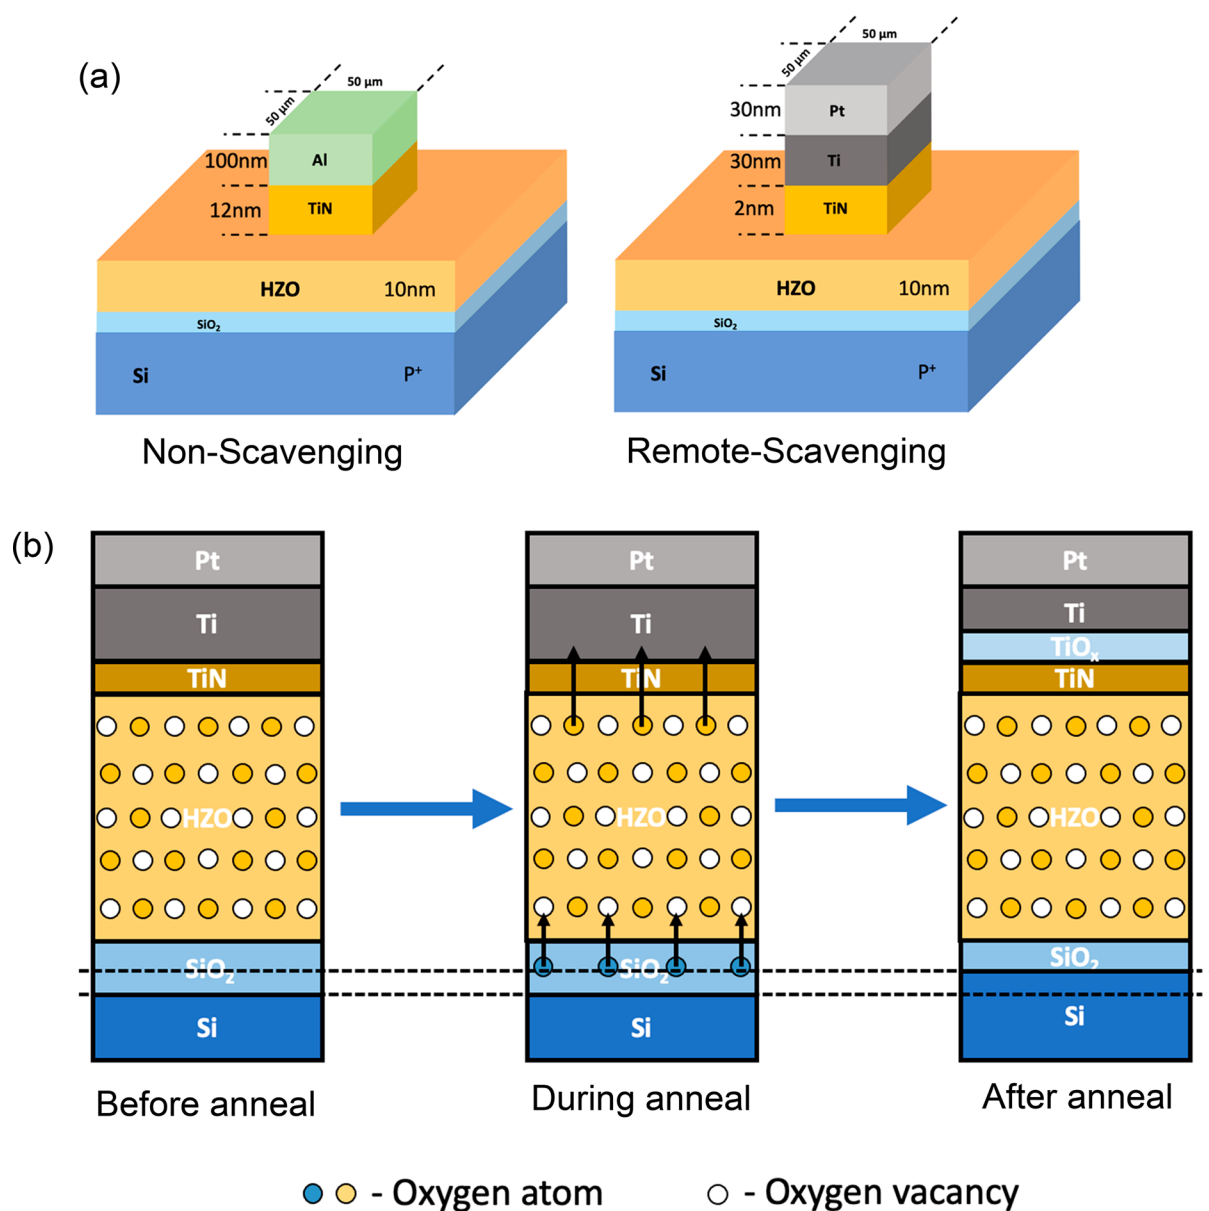 (a)
50 µm
50 µm
100nm
Al
12nm
TiN
HZO
10nm
SiO₂
Si
P⁺
Non-Scavenging
50 µm
50 µm
30nm
Pt
30nm
Ti
2nm
TiN
HZO
10nm
SiO₂
Si
P⁺
Remote-Scavenging
(b)
Pt
Ti
TiN
HZO
SiO₂
Si
Before anneal
Pt
Ti
TiN
HZO
SiO₂
Si
During anneal
Pt
Ti
TiOₓ
TiN
HZO
SiO₂
Si
After anneal
- Oxygen atom
- Oxygen vacancy